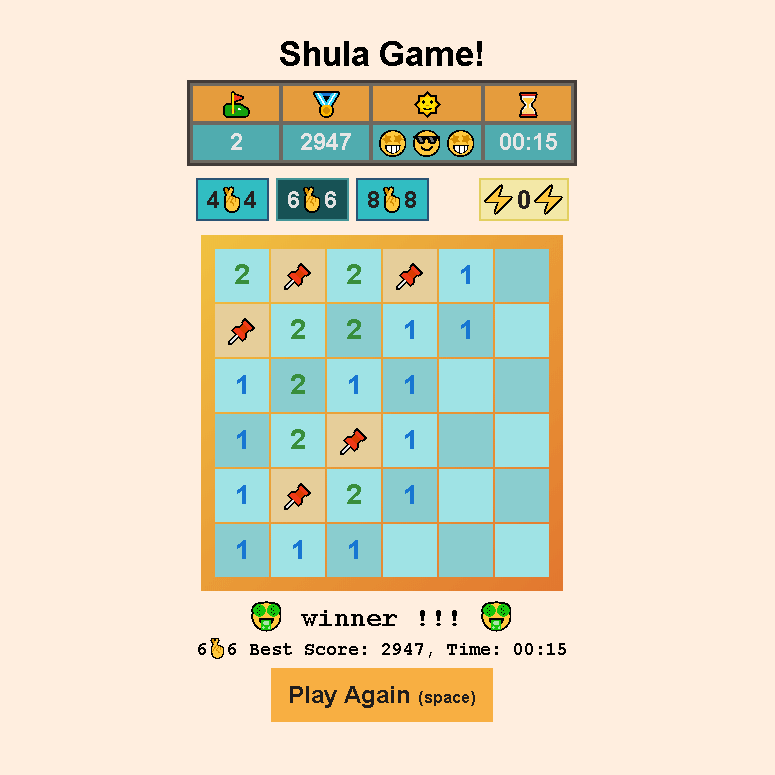 Shula Game!
2 2947 00:15
4 4 6 6 8 8 0
2 2 1
2 2 1 1
1 2 1 1
1 2 1
1 2 1
1 1 1
winner !!!
6 6 Best Score: 2947, Time: 00:15
Play Again (space)